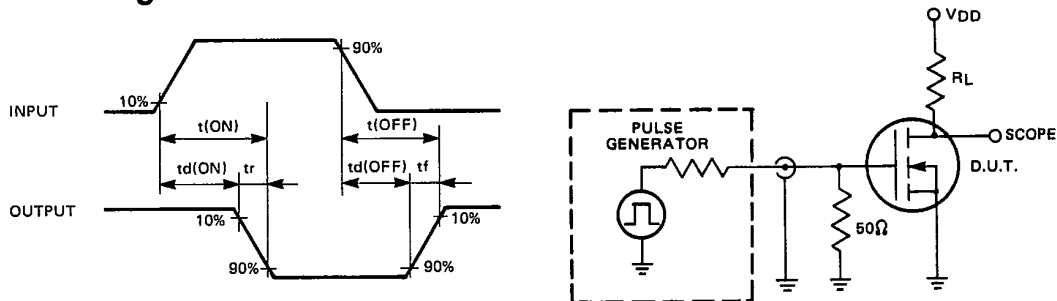 INPUT
10%
90%
t(ON)
t(OFF)
td(ON)
tr
td(OFF)
tf
OUTPUT
10%
90%
90%
10%
VDD
RL
SCOPE
D.U.T.
PULSE
GENERATOR
50Ω